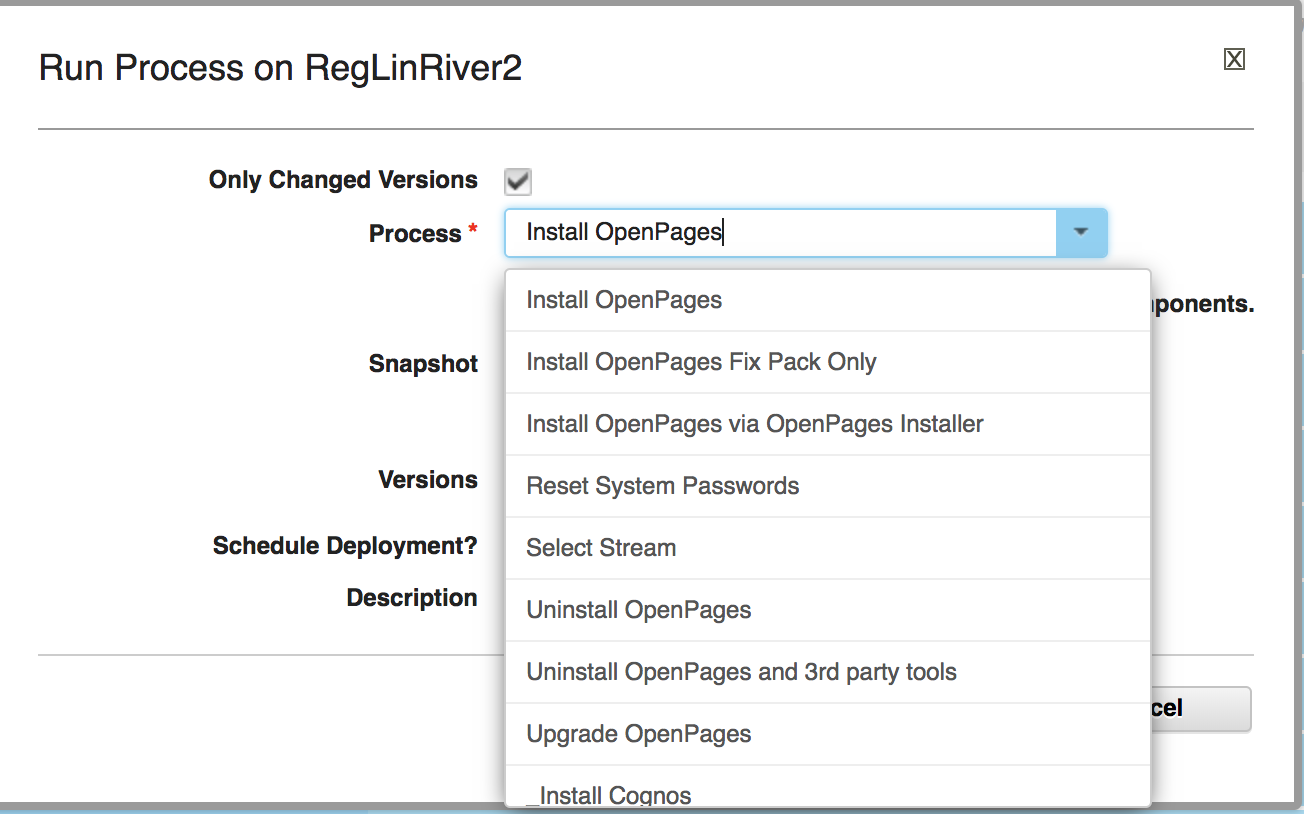 Run Process on RegLinRiver2
X
Only Changed Versions
Process *
Install OpenPages
Install OpenPages
ponents.
Install OpenPages Fix Pack Only
Snapshot
Install OpenPages via OpenPages Installer
Versions
Reset System Passwords
Schedule Deployment?
Select Stream
Description
Uninstall OpenPages
Uninstall OpenPages and 3rd party tools
cel
Upgrade OpenPages
_Install Cognos